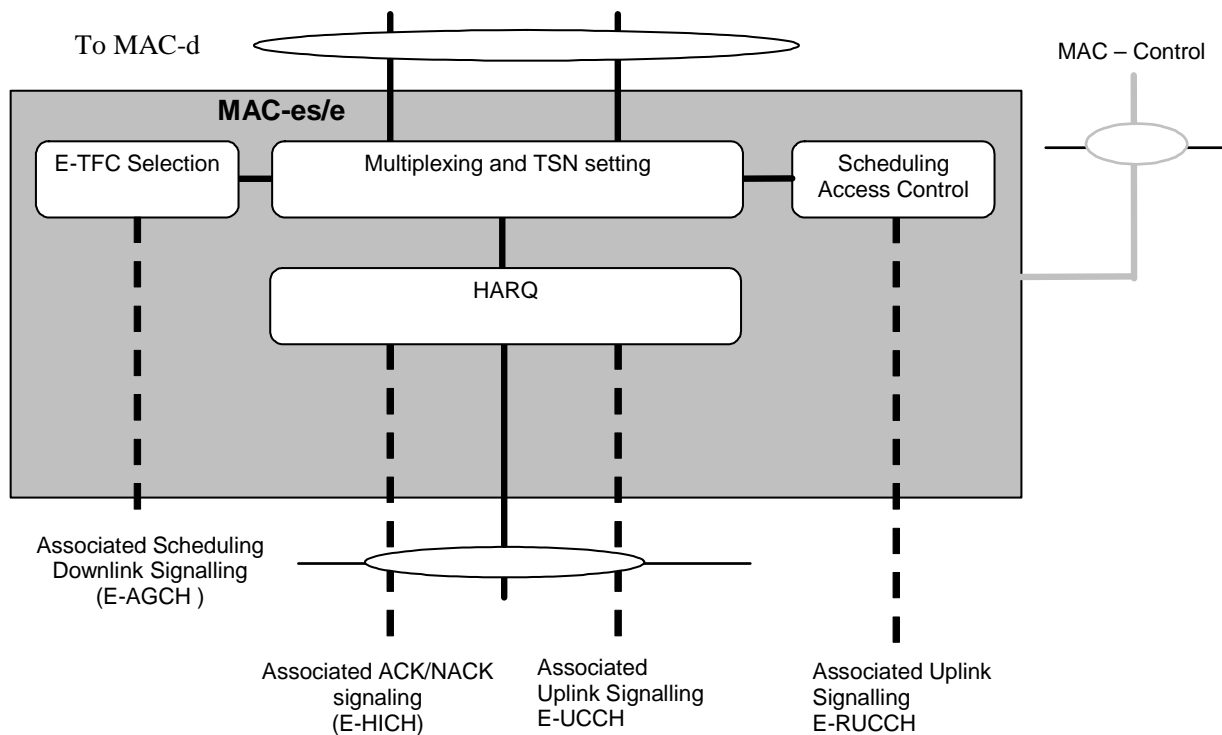 To MAC-d
MAC – Control
MAC-es/e
E-TFC Selection
Multiplexing and TSN setting
Scheduling
Access Control
HARQ
Associated Scheduling
Downlink Signalling
(E-AGCH )
Associated ACK/NACK
signaling
(E-HICH)
Associated
Uplink Signalling
E-UCCH
Associated Uplink
Signalling
E-RUCCH